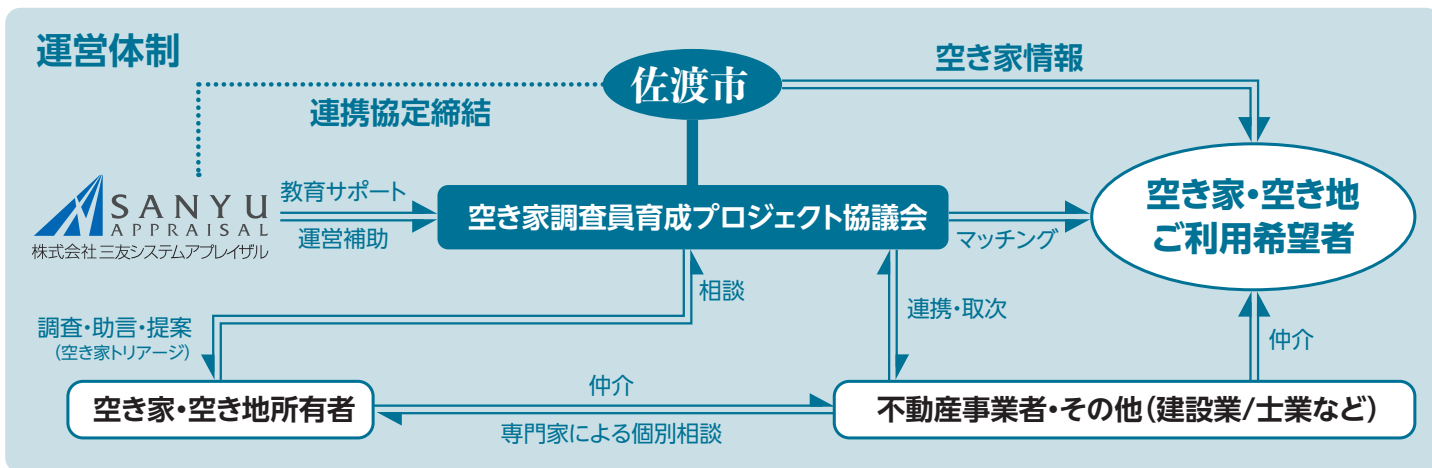 運営体制
佐渡市
空き家情報
連携協定締結
SANYU
APPRAISAL
株式会社三友システムアプレイザル
教育サポート
運営補助
空き家調査員育成プロジェクト協議会
マッチング
空き家・空き地
ご利用希望者
相談
連携・取次
仲介
調査・助言・提案
(空き家トリアージ)
空き家・空き地所有者
仲介
専門家による個別相談
不動産事業者・その他(建設業/士業など)